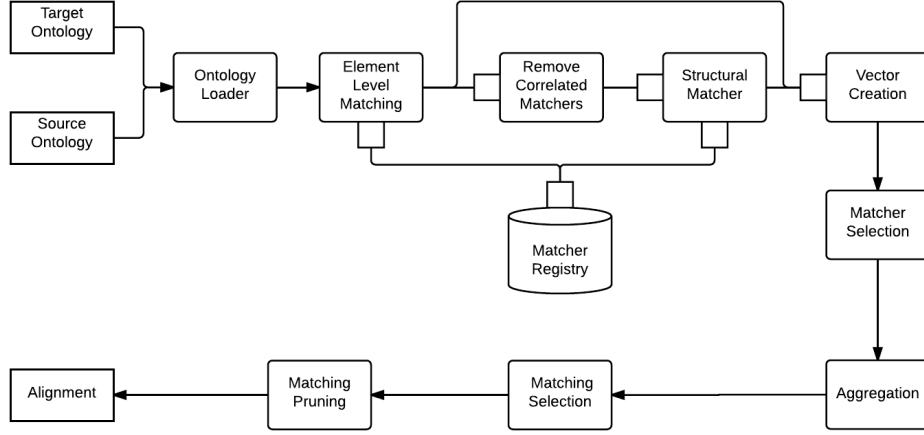 Target
Ontology
Source
Ontology
Ontology
Loader
Element
Level
Matching
Remove
Correlated
Matchers
Structural
Matcher
Vector
Creation
Matcher
Registry
Matcher
Selection
Aggregation
Matching
Selection
Matching
Pruning
Alignment